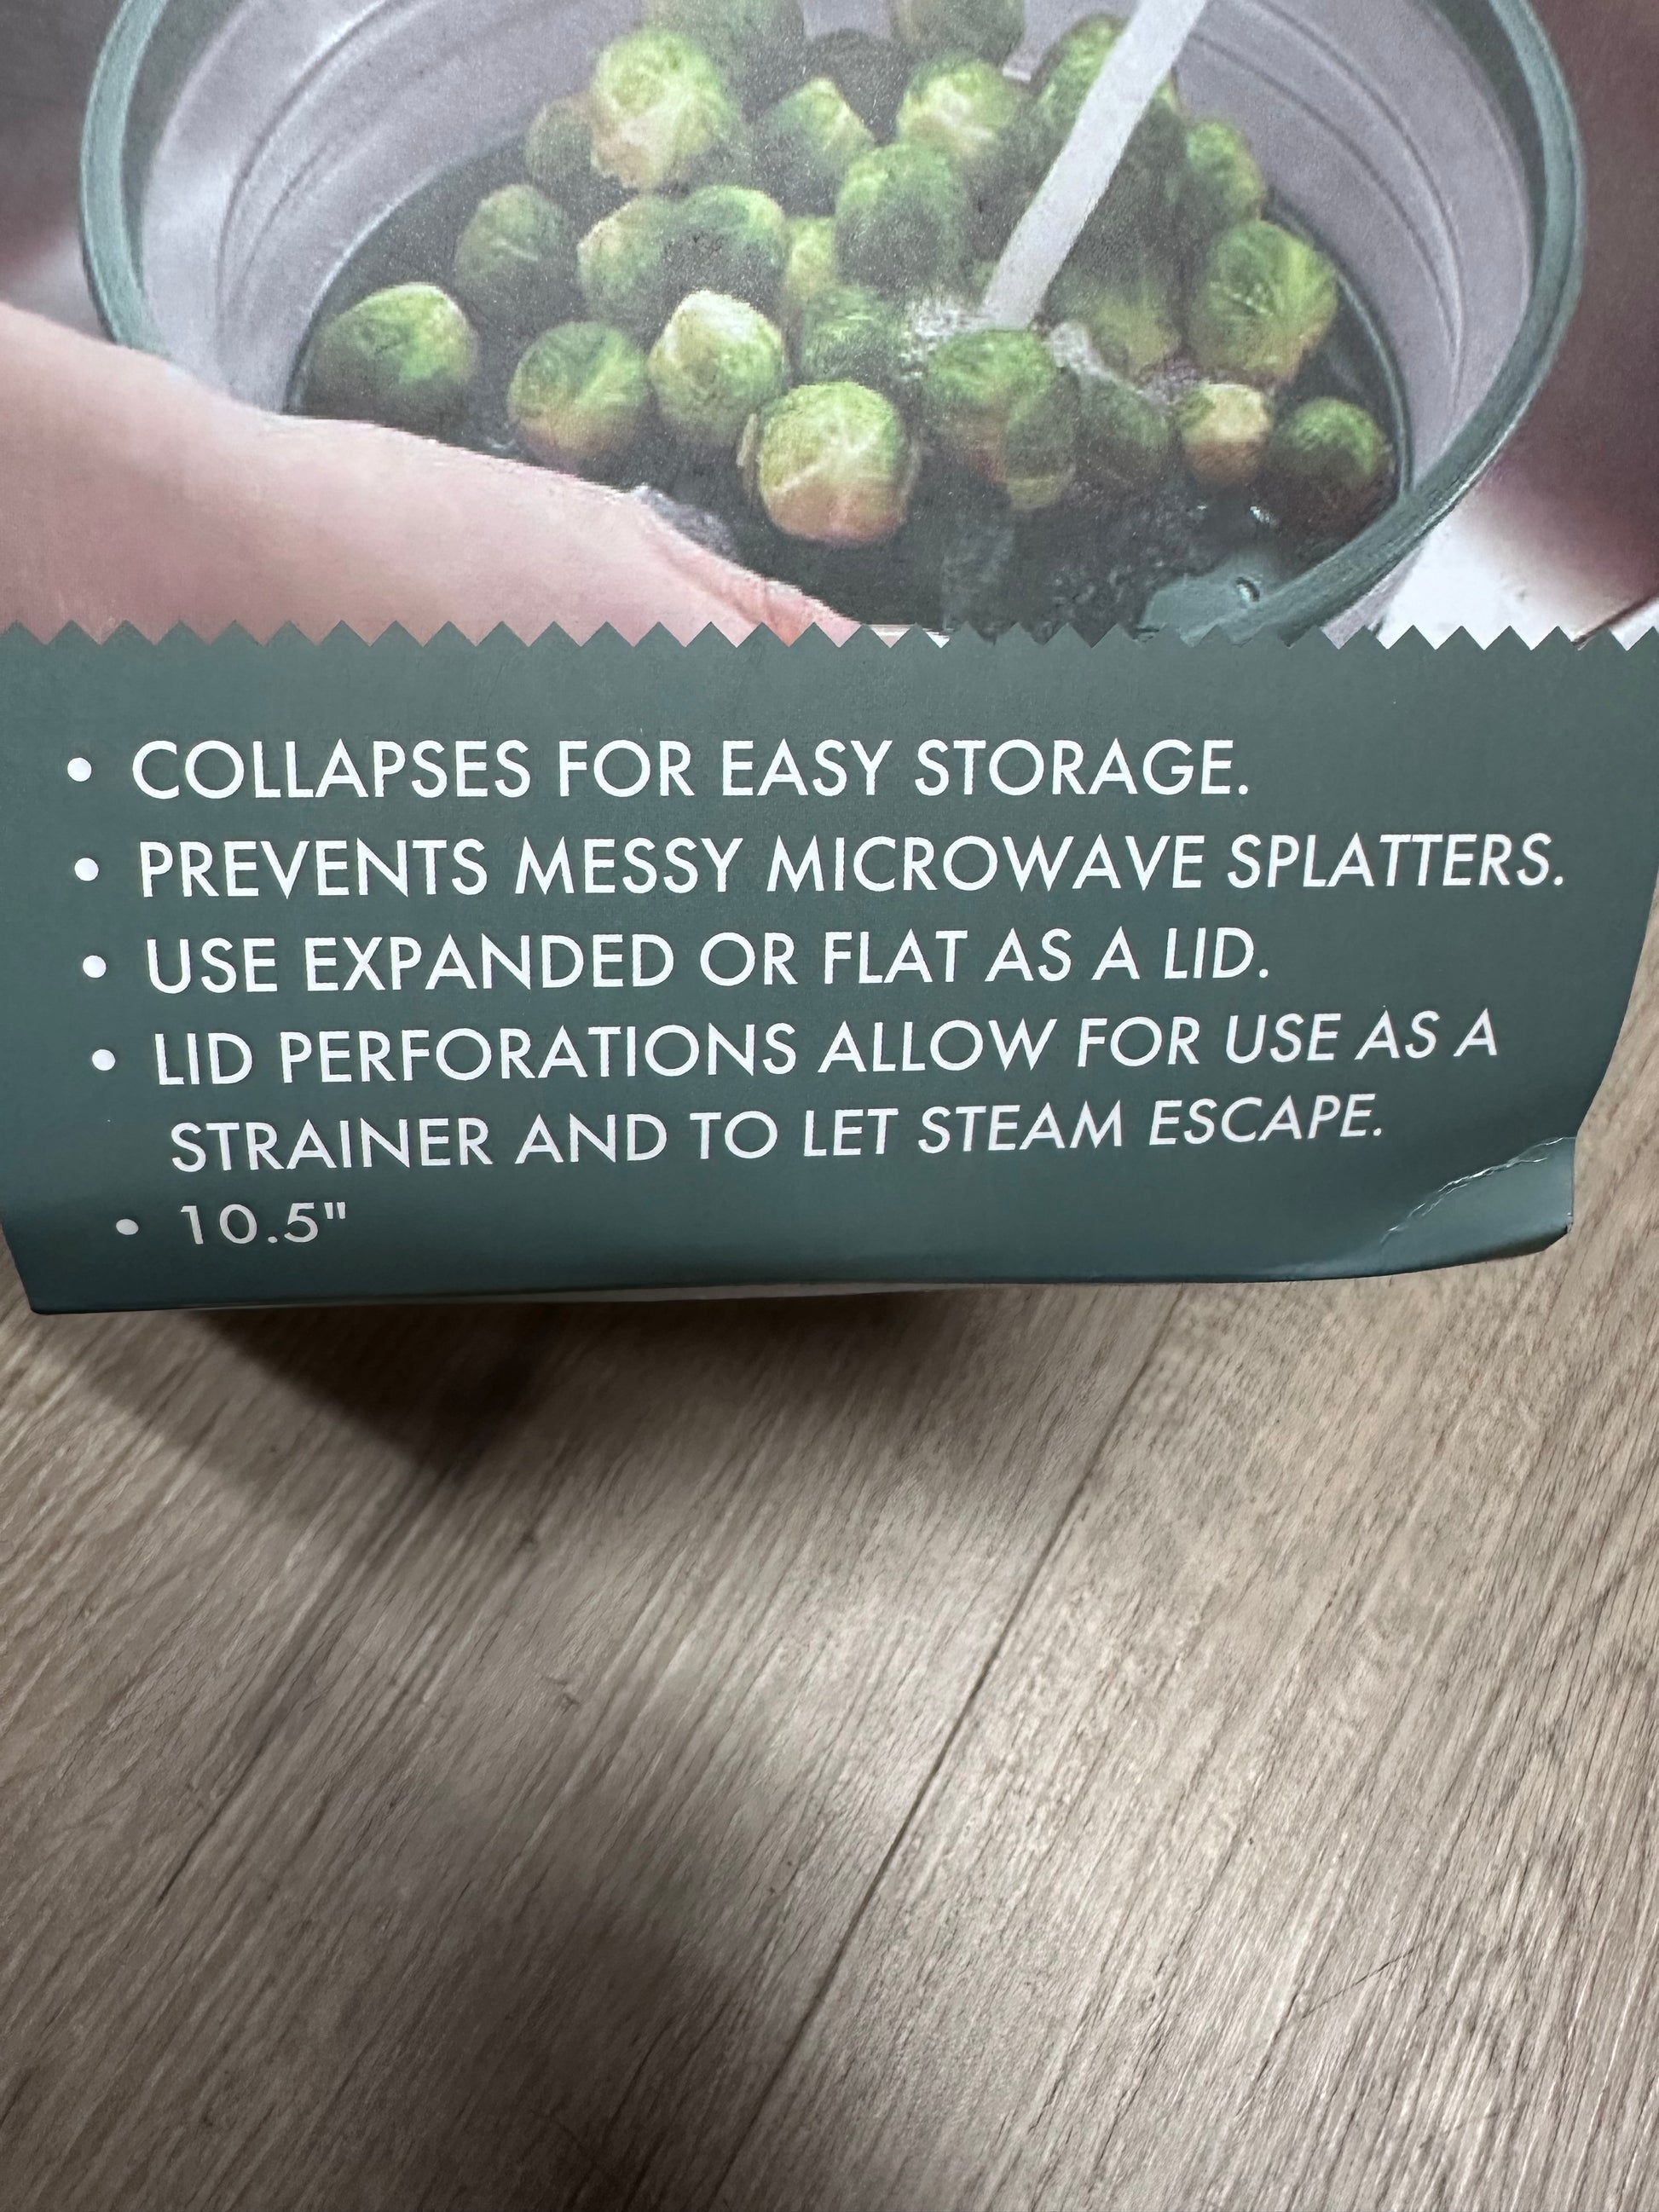 • COLLAPSES FOR EASY STORAGE.
• PREVENTS MESSY MICROWAVE SPLATTERS.
• USE EXPANDED OR FLAT AS A LID.
• LID PERFORATIONS ALLOW FOR USE AS A
STRAINER AND TO LET STEAM ESCAPE.
• 10.5"